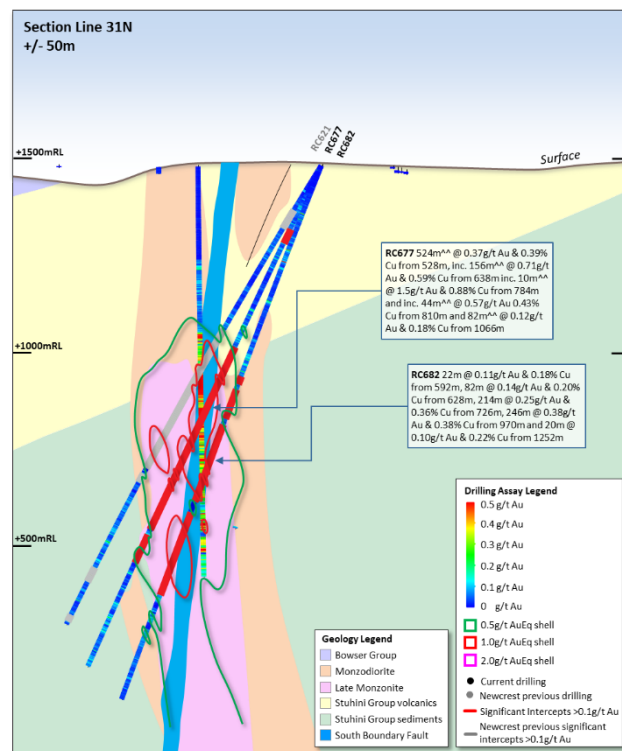 Section Line 31N
+/- 50m
RC621
RC677
RC682
+1500mRL
Surface
RC677 524m^^ @ 0.37g/t Au & 0.39%
Cu from 528m, inc. 156m^^ @ 0.71g/t
Au & 0.59% Cu from 638m inc. 10m^^
@ 1.5g/t Au & 0.88% Cu from 784m
and inc. 44m^^ @ 0.57g/t Au 0.43%
Cu from 810m and 82m^^ @ 0.12g/t
Au & 0.18% Cu from 1066m
+1000mRL
RC682 22m @ 0.11g/t Au & 0.18% Cu
from 592m, 82m @ 0.14g/t Au & 0.20%
Cu from 628m, 214m @ 0.25g/t Au &
0.36% Cu from 726m, 246m @ 0.38g/t
Au & 0.38% Cu from 970m and 20m @
0.10g/t Au & 0.22% Cu from 1252m
+500mRL
Drilling Assay Legend
0.5 g/t Au
0.4 g/t Au
0.3 g/t Au
0.2 g/t Au
0.1 g/t Au
0 g/t Au
0.5g/t AuEq shell
1.0g/t AuEq shell
2.0g/t AuEq shell
Current drilling
Newcrest previous drilling
Significant Intercepts >0.1g/t Au
Newcrest previous significant
intercepts >0.1g/t Au
Geology Legend
Bowser Group
Monzodiorite
Late Monzonite
Stuhini Group volcanics
Stuhini Group sediments
South Boundary Fault